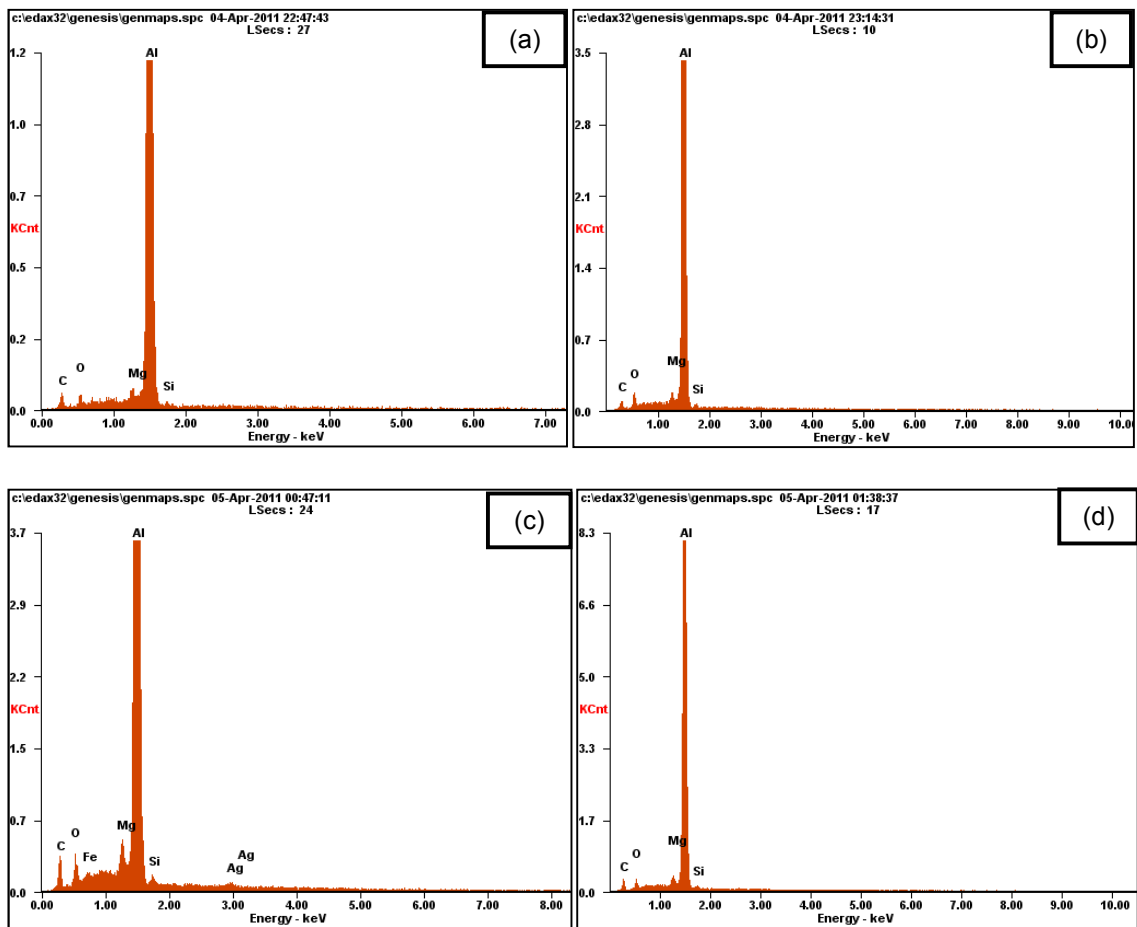 c:\edax32\genesis\genmaps.spc 04-Apr-2011 22:47:43
LSecs : 27
(a)
1.2
Al
1.0
0.7
KCnt
0.5
0.2
C
O
Mg
Si
0.0
0.00 1.00 2.00 3.00 4.00 5.00 6.00 7.00
Energy - keV
c:\edax32\genesis\genmaps.spc 04-Apr-2011 23:14:31
LSecs : 10
(b)
3.5
Al
2.8
2.1
KCnt
1.4
0.7
C
O
Mg
Si
0.0
1.00 2.00 3.00 4.00 5.00 6.00 7.00 8.00 9.00 10.00
Energy - keV
c:\edax32\genesis\genmaps.spc 05-Apr-2011 00:47:11
LSecs : 24
(c)
3.7
Al
2.9
2.2
KCnt
1.5
0.7
C
O
Fe
Mg
Si
Ag
Ag
0.0
0.00 1.00 2.00 3.00 4.00 5.00 6.00 7.00 8.00
Energy - keV
c:\edax32\genesis\genmaps.spc 05-Apr-2011 01:38:37
LSecs : 17
(d)
8.3
Al
6.6
5.0
KCnt
3.3
1.7
C
O
Mg
Si
0.0
1.00 2.00 3.00 4.00 5.00 6.00 7.00 8.00 9.00 10.00
Energy - keV